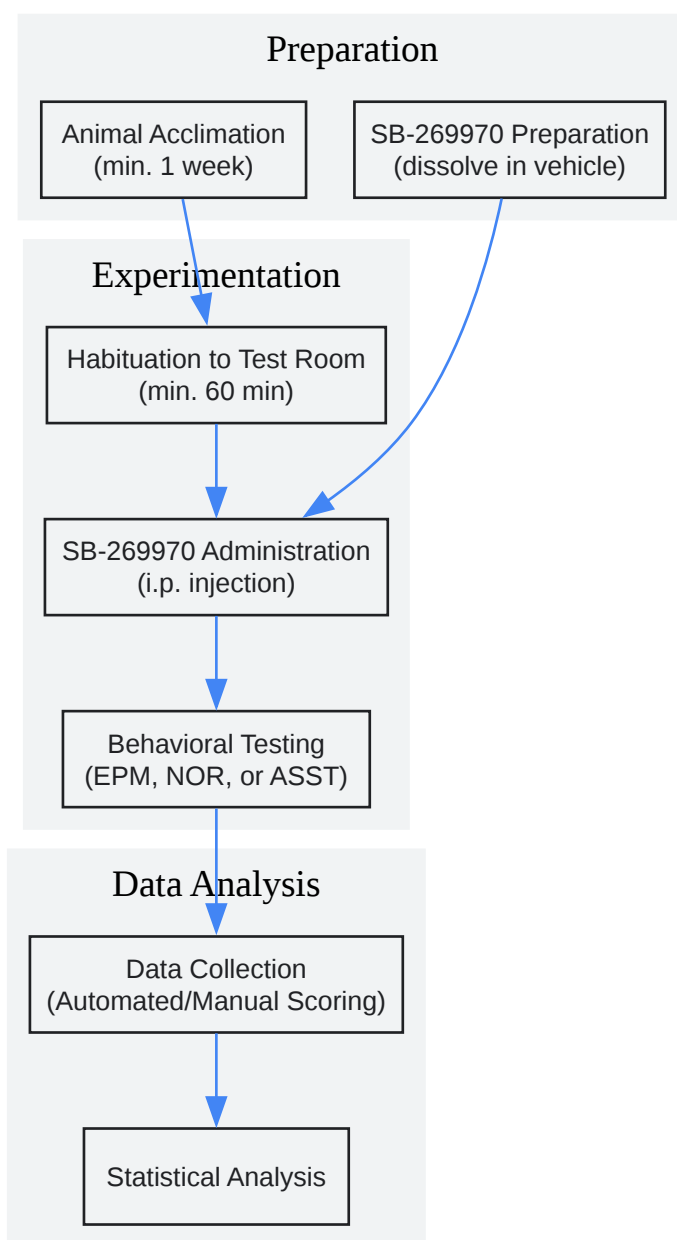 Preparation
Animal Acclimation
(min. 1 week)
SB-269970 Preparation
(dissolve in vehicle)
Experimentation
Habituation to Test Room
(min. 60 min)
SB-269970 Administration
(i.p. injection)
Behavioral Testing
(EPM, NOR, or ASST)
Data Analysis
Data Collection
(Automated/Manual Scoring)
Statistical Analysis